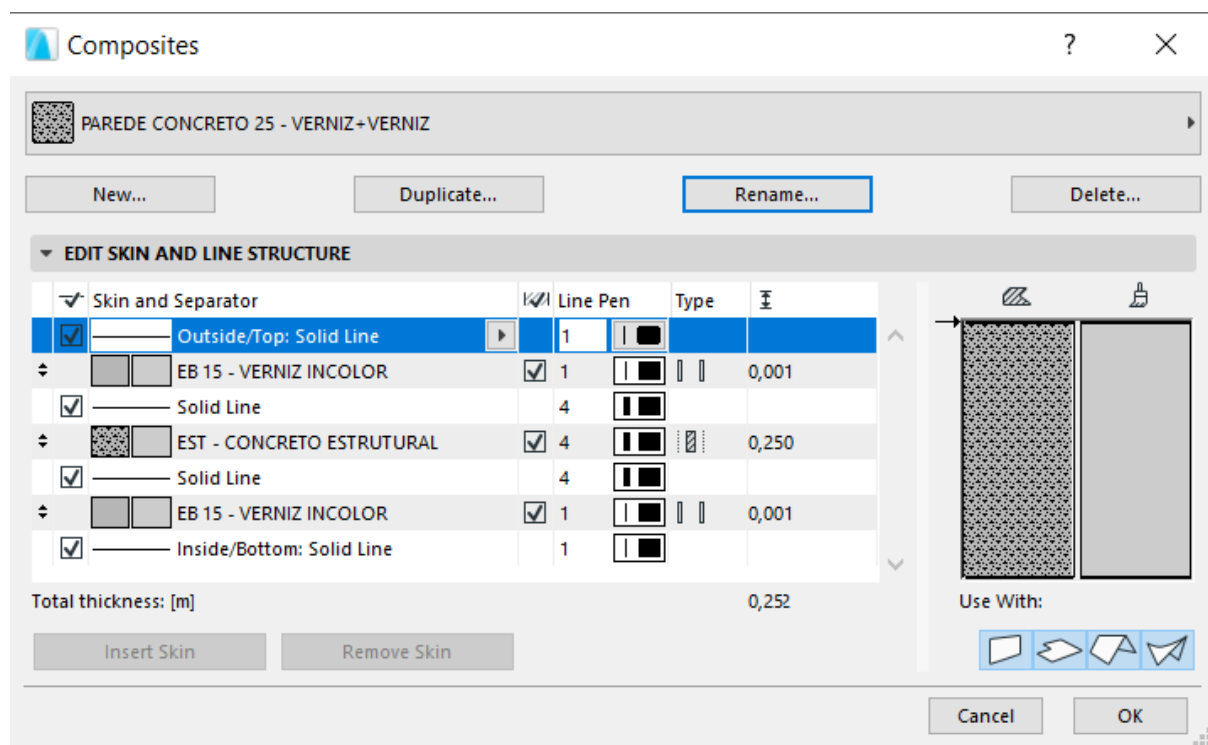 Composites ?
PAREDE CONCRETO 25 - VERNIZ+VERNIZ
New... Duplicate... Rename... Delete...
EDIT SKIN AND LINE STRUCTURE
Skin and Separator Line Pen Type
Outside/Top: Solid Line 1
EB 15 - VERNIZ INCOLOR 1 0,001
Solid Line 4
EST - CONCRETO ESTRUTURAL 4 0,250
Solid Line 4
EB 15 - VERNIZ INCOLOR 1 0,001
Inside/Bottom: Solid Line 1
Total thickness: [m] 0,252 Use With:
Insert Skin Remove Skin
Cancel OK